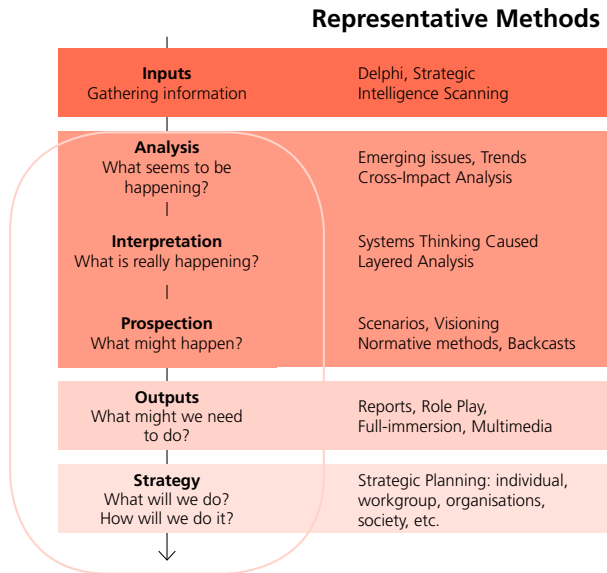 Representative Methods
Inputs
Gathering information
Delphi, Strategic
Intelligence Scanning
Analysis
What seems to be
happening?
Emerging issues, Trends
Cross-Impact Analysis
Interpretation
What is really happening?
Systems Thinking Caused
Layered Analysis
Prospection
What might happen?
Scenarios, Visioning
Normative methods, Backcasts
Outputs
What might we need
to do?
Reports, Role Play,
Full-immersion, Multimedia
Strategy
What will we do?
How will we do it?
Strategic Planning: individual,
workgroup, organisations,
society, etc.